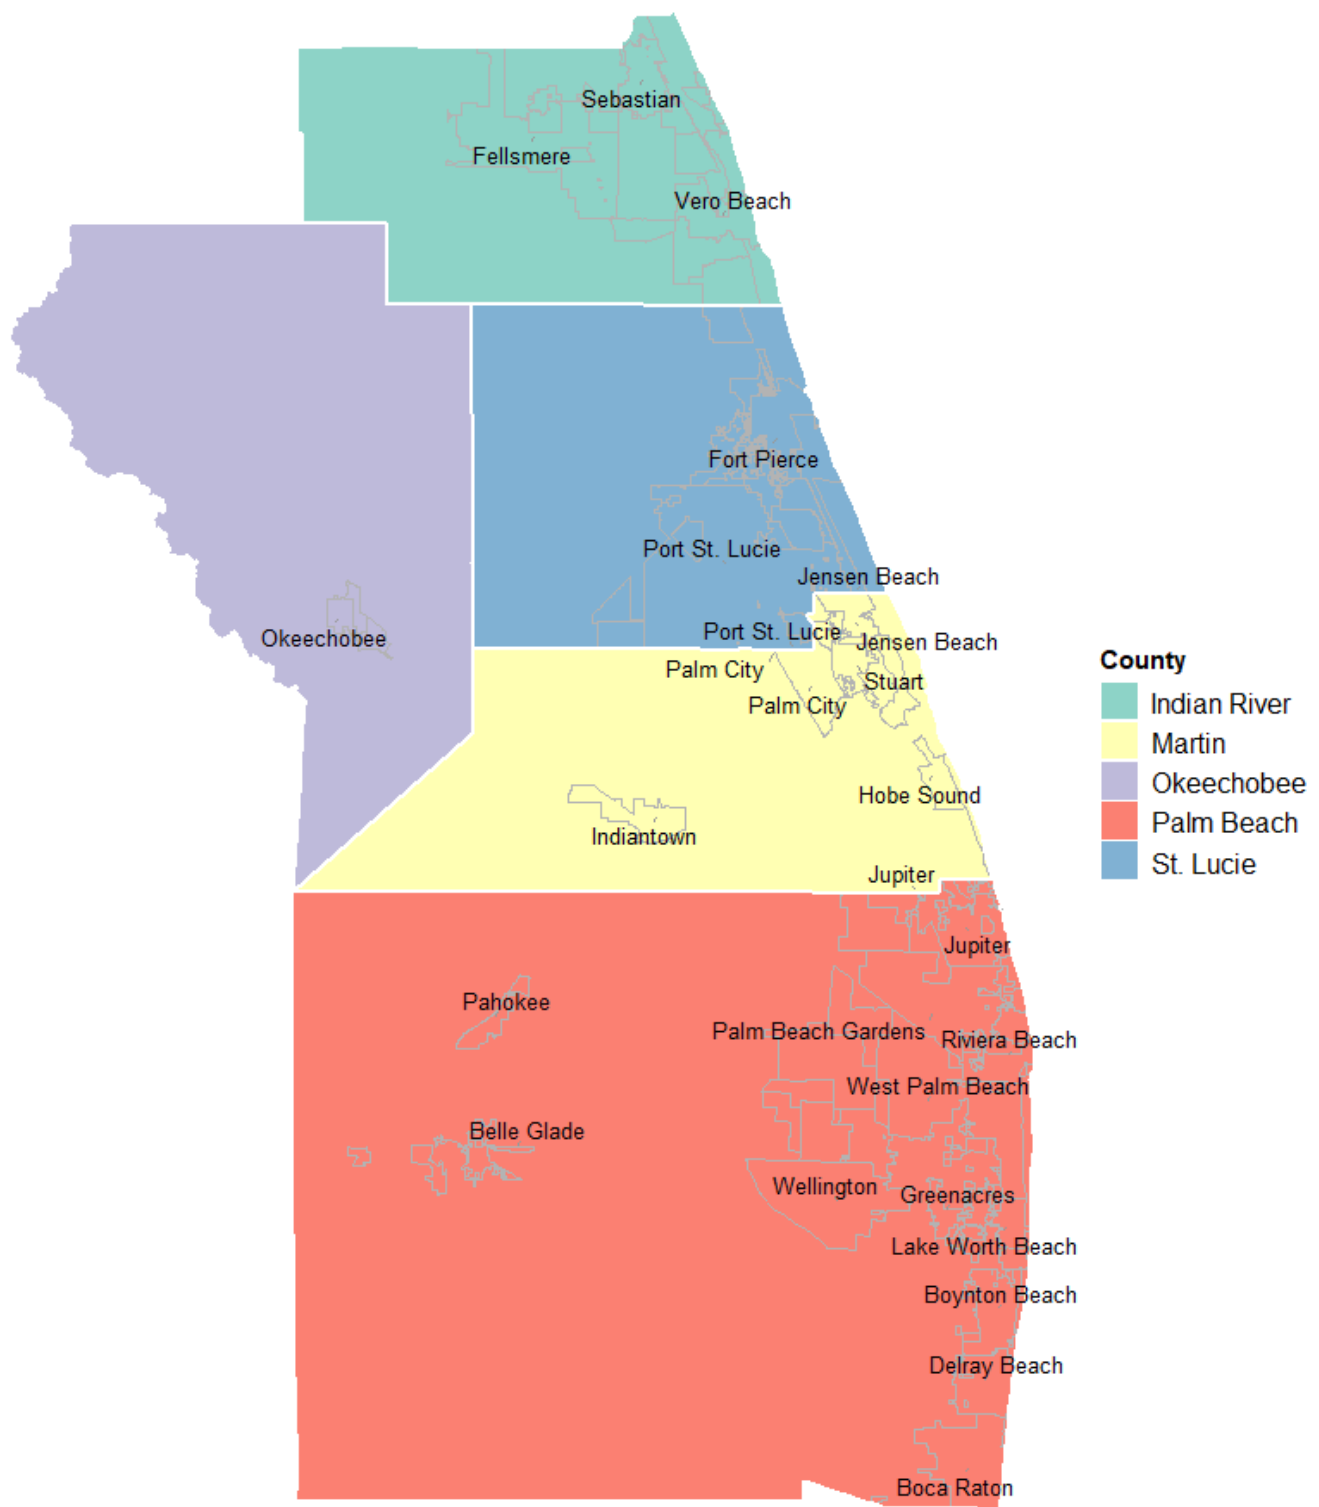 Sebastian
Fellsmere
Vero Beach
Fort Pierce
Port St. Lucie
Jensen Beach
Port St. Lucie
Okeechobee
Jensen Beach
Palm City
Stuart
Palm City
Hobe Sound
Indiantown
Jupiter
Jupiter
Pahokee
Palm Beach Gardens
Riviera Beach
West Palm Beach
Belle Glade
Wellington
Greenacres
Lake Worth Beach
Boynton Beach
Delray Beach
Boca Raton
County
Indian River
Martin
Okeechobee
Palm Beach
St. Lucie